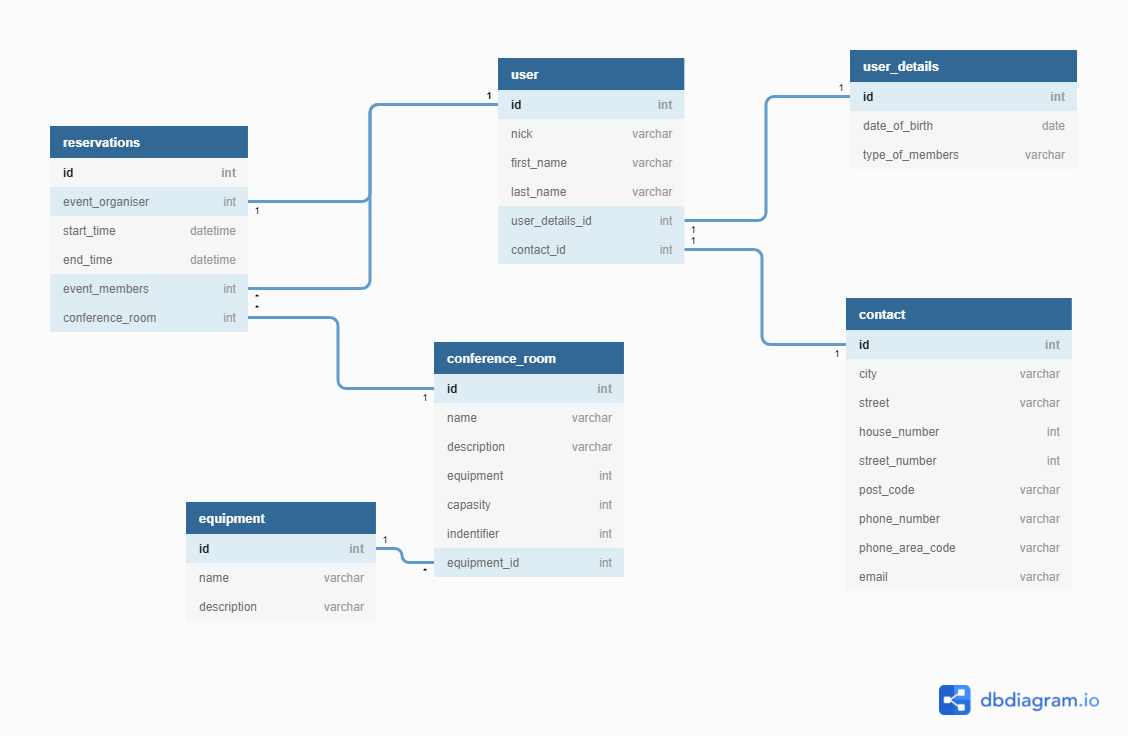 user
id int
nick varchar
first_name varchar
last_name varchar
user_details_id int
contact_id int
user_details
id int
date_of_birth date
type_of_members varchar
reservations
id int
event_organiser int
start_time datetime
end_time datetime
event_members int
conference_room int
contact
id int
city varchar
street varchar
house_number int
street_number int
post_code varchar
phone_number varchar
phone_area_code varchar
email varchar
conference_room
id int
name varchar
description varchar
equipment int
capasity int
indentifier int
equipment_id int
equipment
id int
name varchar
description varchar
1
1
1
1
1
1
*
*
1
1
*
dbdiagram.io